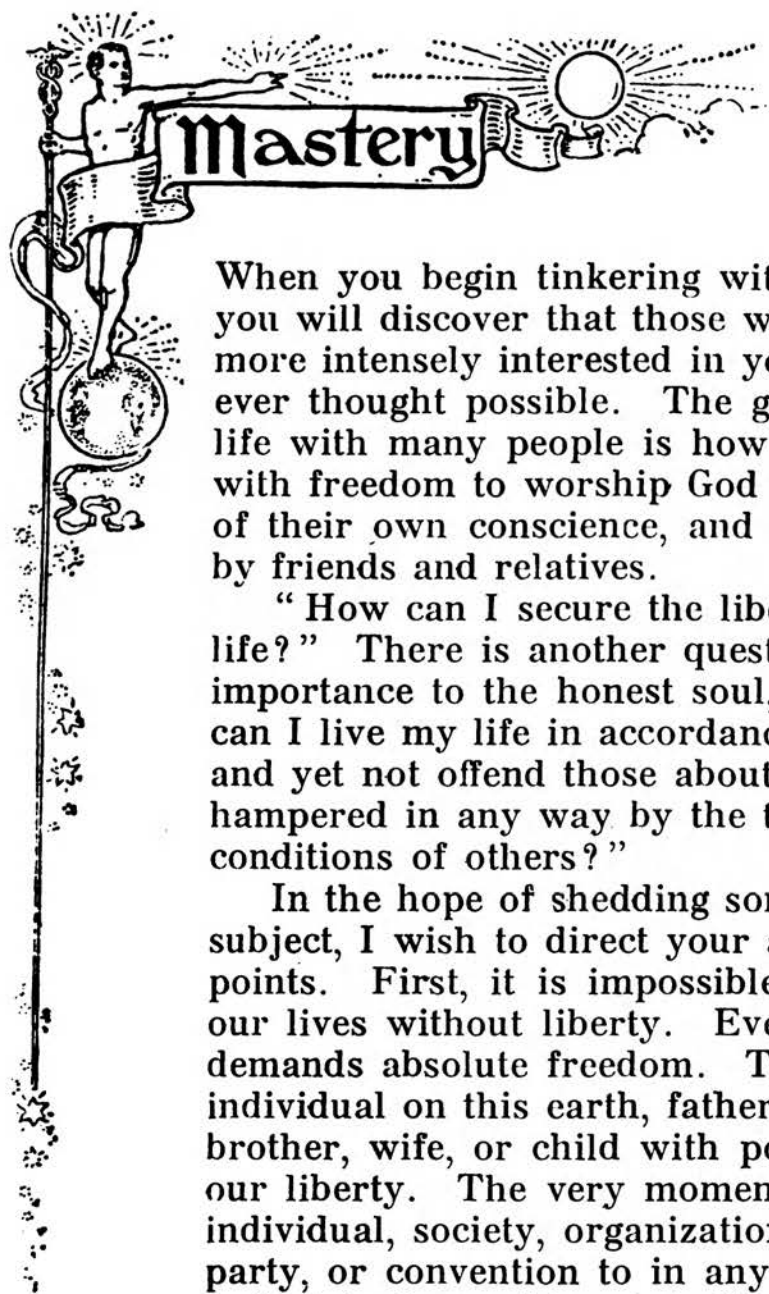 Mastery
When you begin tinkering wit
you will discover that those w
more intensely interested in yo
ever thought possible. The g
life with many people is how
with freedom to worship God
of their own conscience, and
by friends and relatives.
"How can I secure the libe
life?" There is another quest
importance to the honest soul,
can I live my life in accordanc
and yet not offend those about
hampered in any way by the t
conditions of others?"
In the hope of shedding sor
subject, I wish to direct your a
points. First, it is impossible
our lives without liberty. Eve
demands absolute freedom. T
individual on this earth, father
brother, wife, or child with po
our liberty. The very momen
individual, society, organization
party, or convention to in any